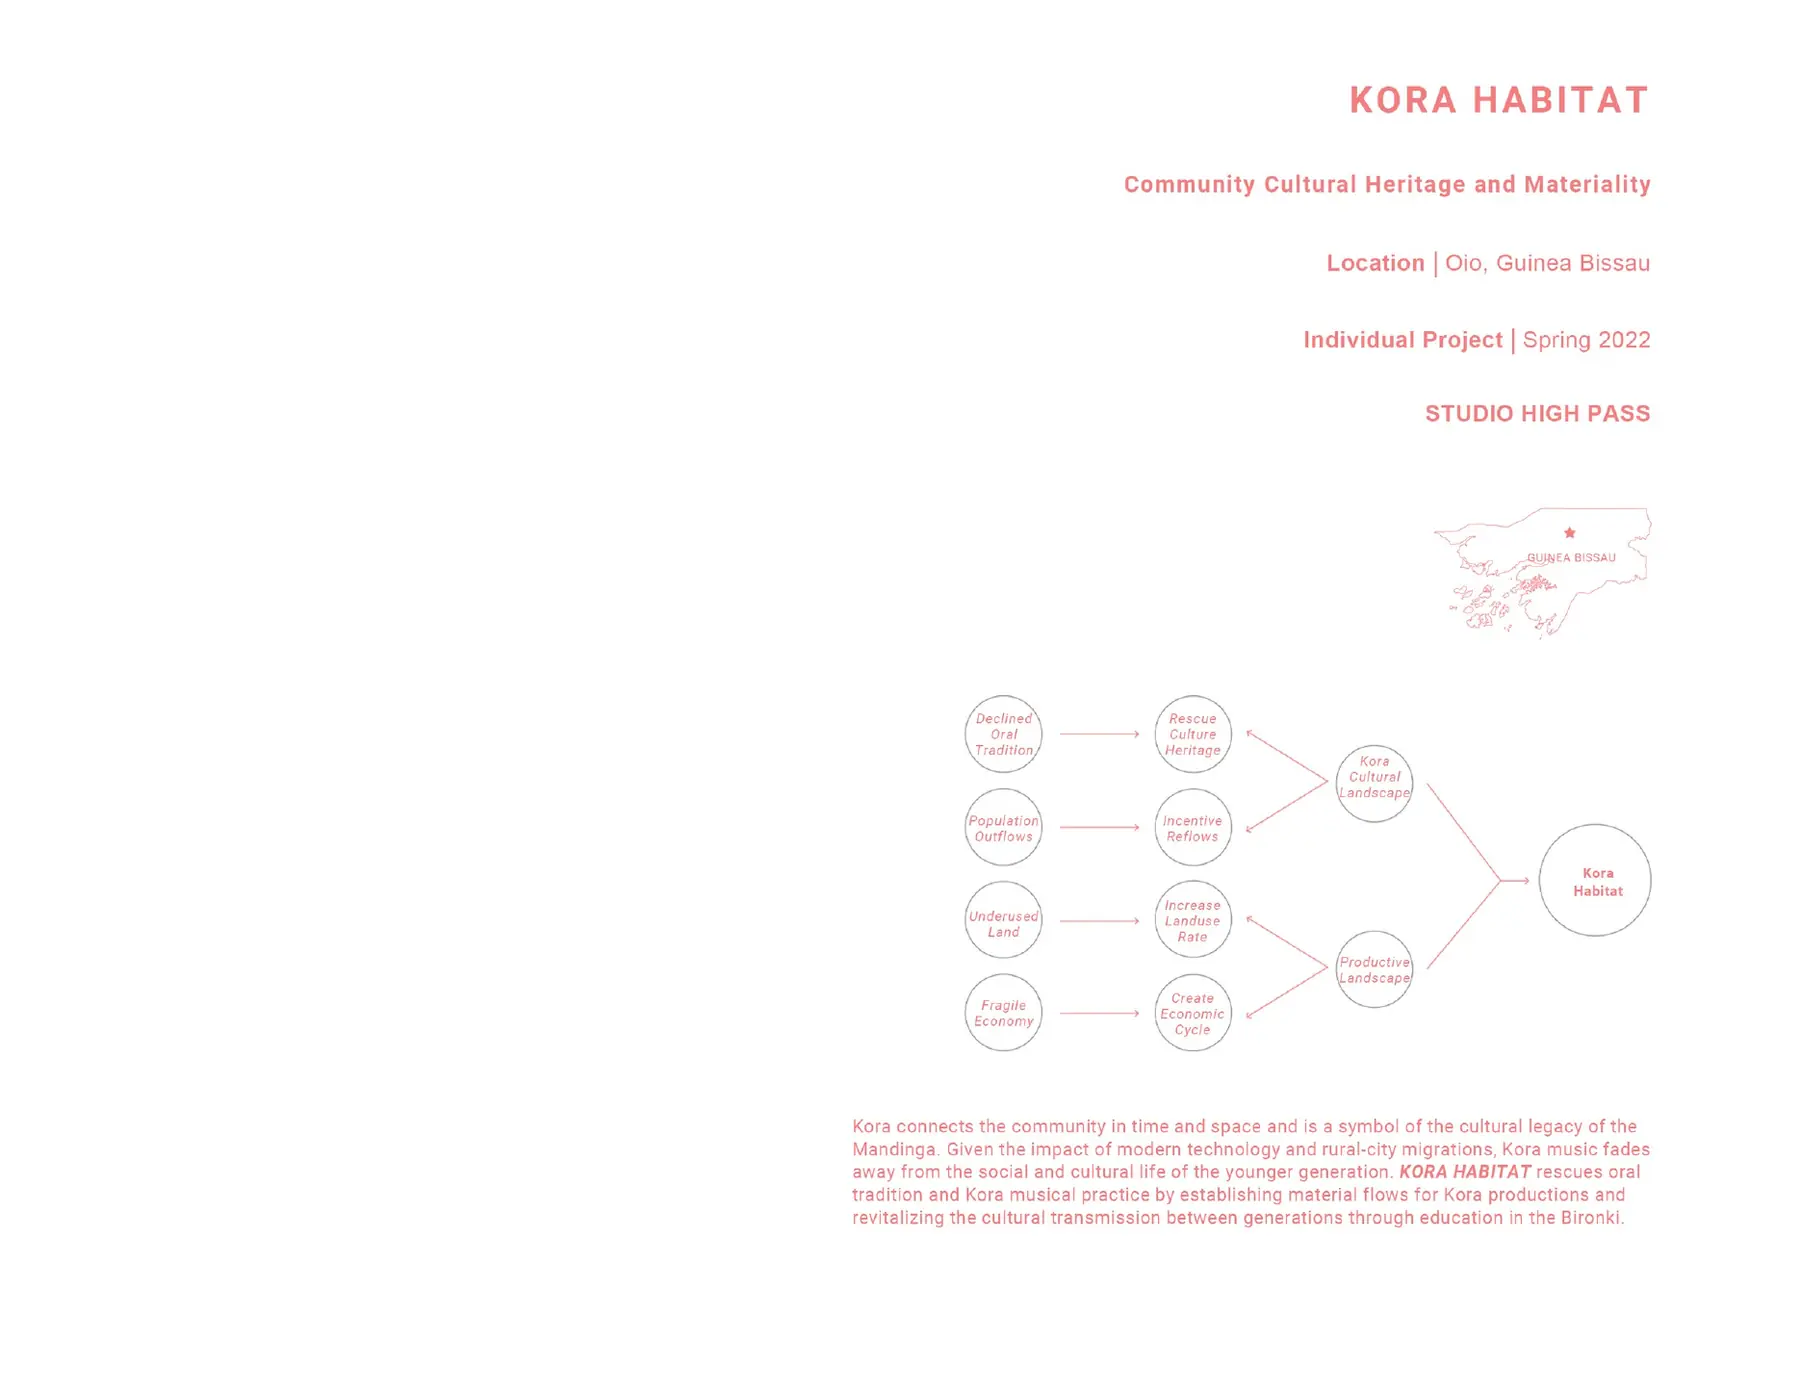 KORA HABITAT
Community Cultural Heritage and Materiality
Location | Oio, Guinea Bissau
Individual Project | Spring 2022
STUDIO HIGH PASS
GUINEA BISSAU
Declined
Oral
Tradition
Rescue
Culture
Heritage
Kora
Cultural
Landscape
Population
Outflows
Incentive
Reflows
Kora
Habitat
Underused
Land
Increase
Landuse
Rate
Productive
Landscape
Fragile
Economy
Create
Economic
Cycle
Kora connects the community in time and space and is a symbol of the cultural legacy of the
Mandinga. Given the impact of modern technology and rural-city migrations, Kora music fades
away from the social and cultural life of the younger generation. KORA HABITAT rescues oral
tradition and Kora musical practice by establishing material flows for Kora productions and
revitalizing the cultural transmission between generations through education in the Bironki.